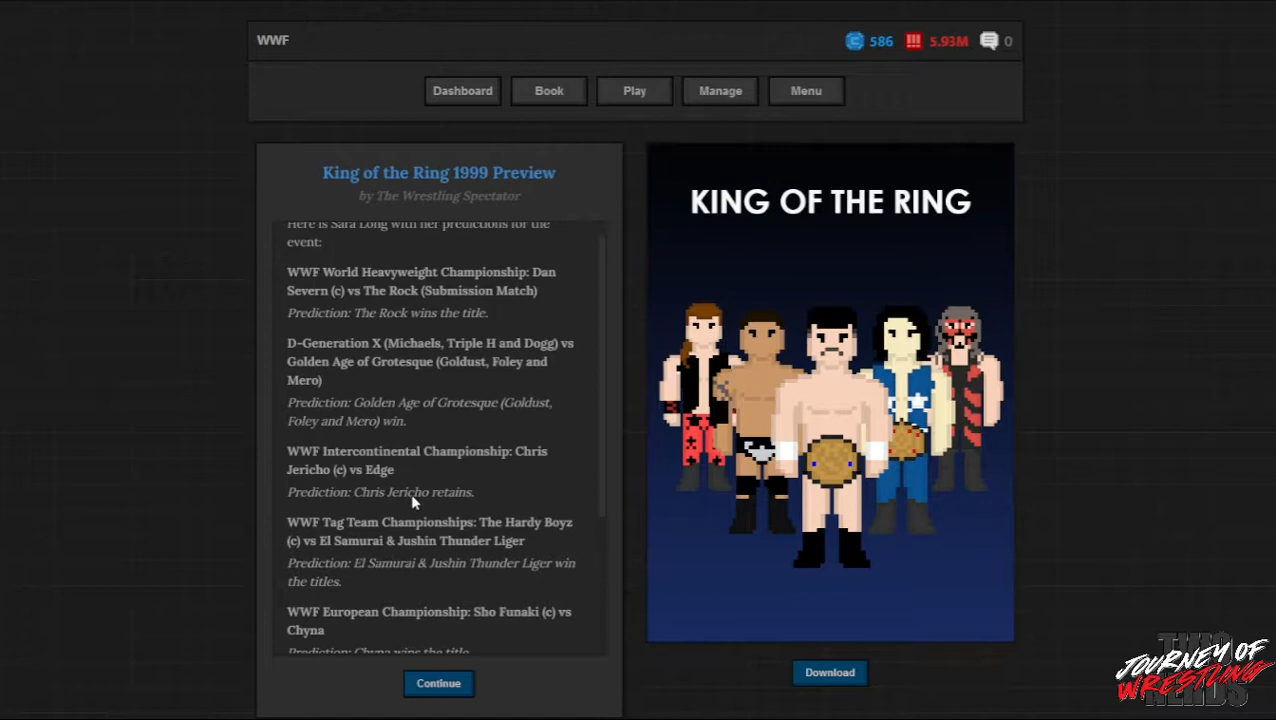 WWF
586
5.93M
0
Dashboard
Book
Play
Manage
Menu
King of the Ring 1999 Preview
by The Wrestling Spectator
Here is Sara Long with her predictions for the
event:
WWF World Heavyweight Championship: Dan
Severn (c) vs The Rock (Submission Match)
Prediction: The Rock wins the title.
D-Generation X (Michaels, Triple H and Dogg) vs
Golden Age of Grotesque (Goldust, Foley and
Mero)
Prediction: Golden Age of Grotesque (Goldust,
Foley and Mero) win.
WWF Intercontinental Championship: Chris
Jericho (c) vs Edge
Prediction: Chris Jericho retains.
WWF Tag Team Championships: The Hardy Boyz
(c) vs El Samurai & Jushin Thunder Liger
Prediction: El Samurai & Jushin Thunder Liger win
the titles.
WWF European Championship: Sho Funaki (c) vs
Chyna
Prediction: Chyna wins the title.
Continue
KING OF THE RING
Download
JOURNEY OF
WRESTLING
NERDS